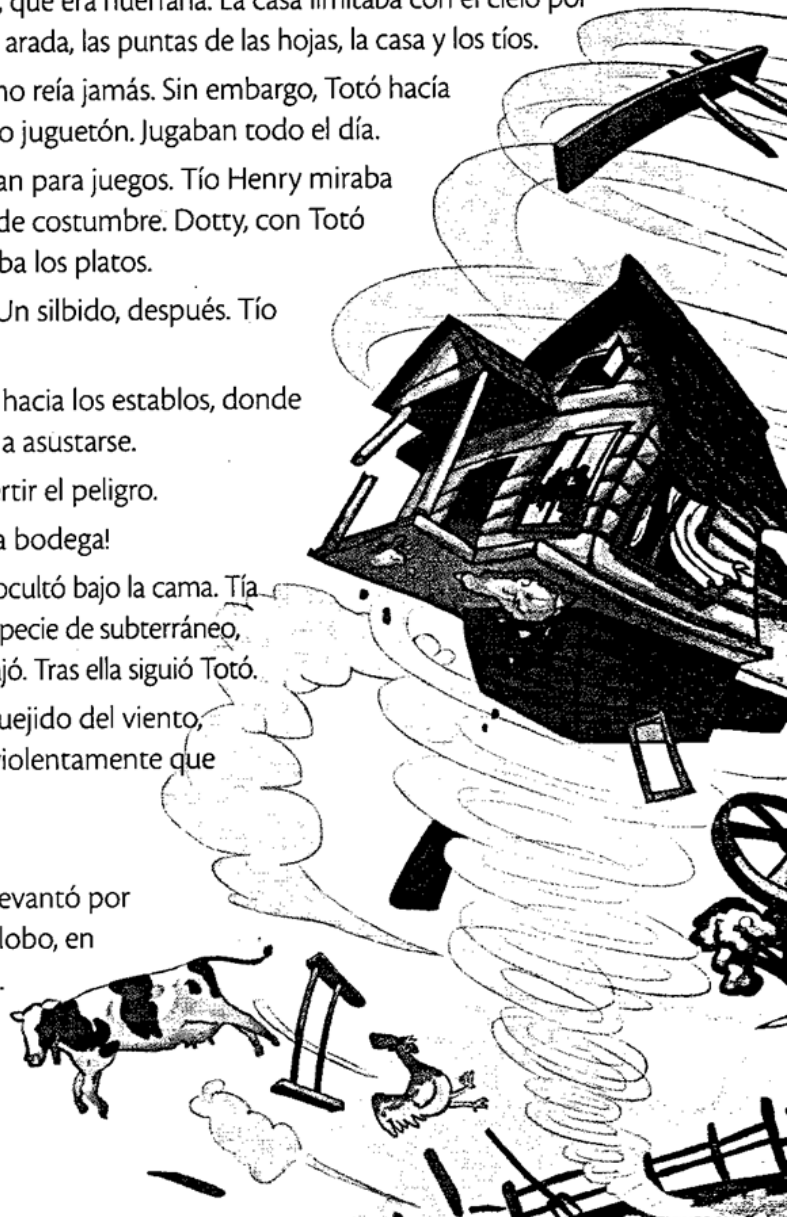 , que era huérfana. La casa limitaba con el cielo por
arada, las puntas de las hojas, la casa y los tíos.
no reía jamás. Sin embargo, Totó hacía
o juguetón. Jugaban todo el día.
an para juegos. Tío Henry miraba
de costumbre. Dotty, con Totó
ba los platos.
Un silbido, después. Tío
hacia los establos, donde
a asustarse.
rtir el peligro.
a bodega!
ocultó bajo la cama. Tía
pecie de subterráneo,
jó. Tras ella siguió Totó.
uejido del viento,
violentamente que
evantó por
lobo, en